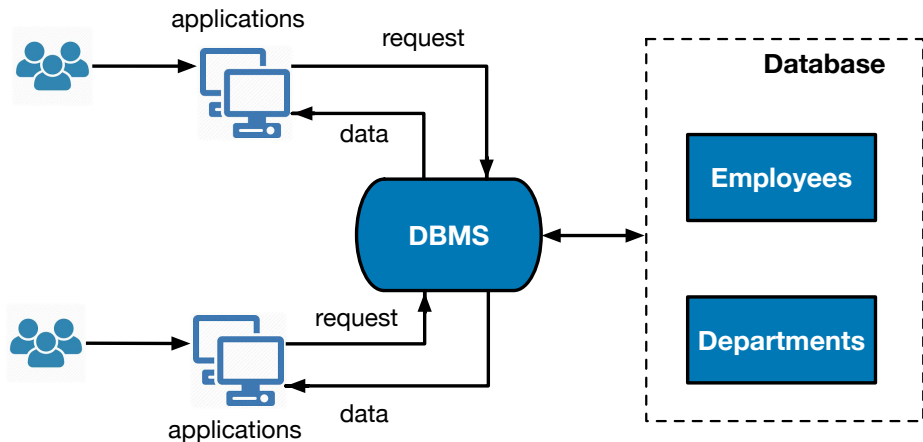 applications
request
data
DBMS
request
data
applications
Database
Employees
Departments